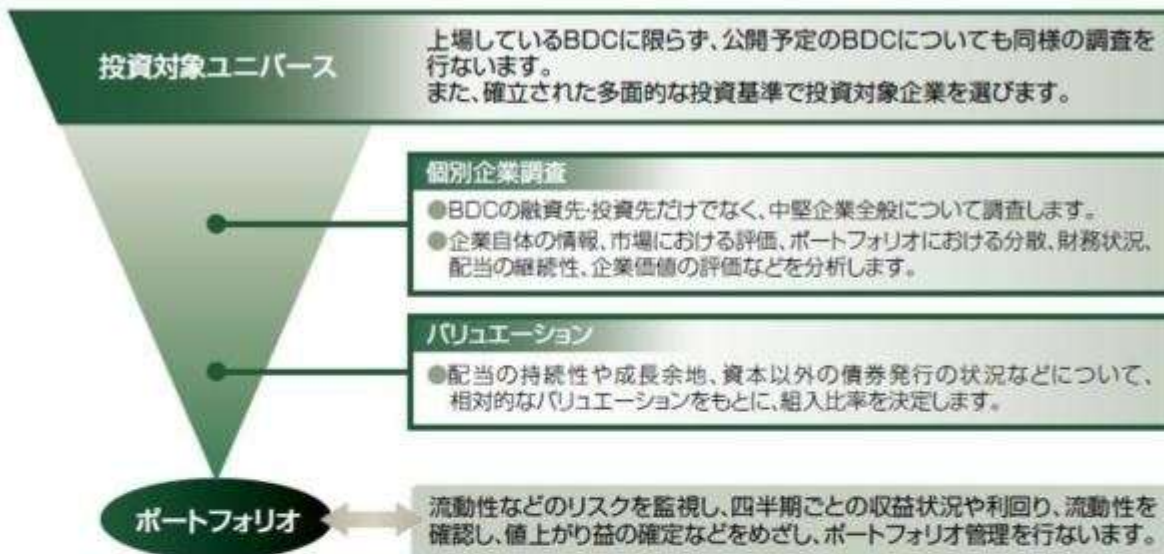 投資対象ユニバース
上場しているBDCに限らず、公開予定のBDCについても同様の調査を
行ないます。
また、確立された多面的な投資基準で投資対象企業を選びます。
個別企業調査
●BDCの融資先・投資先だけでなく、中堅企業全般について調査します。
●企業自体の情報、市場における評価、ポートフォリオにおける分散、財務状況、
配当の継続性、企業価値の評価などを分析します。
バリュエーション
●配当の持続性や成長余地、資本以外の債券発行の状況などについて、
相対的なバリュエーションをもとに、組入比率を決定します。
ポートフォリオ
流動性などのリスクを監視し、四半期ごとの収益状況や利回り、流動性を
確認し、値上がり益の確定などをめざし、ポートフォリオ管理を行ないます。